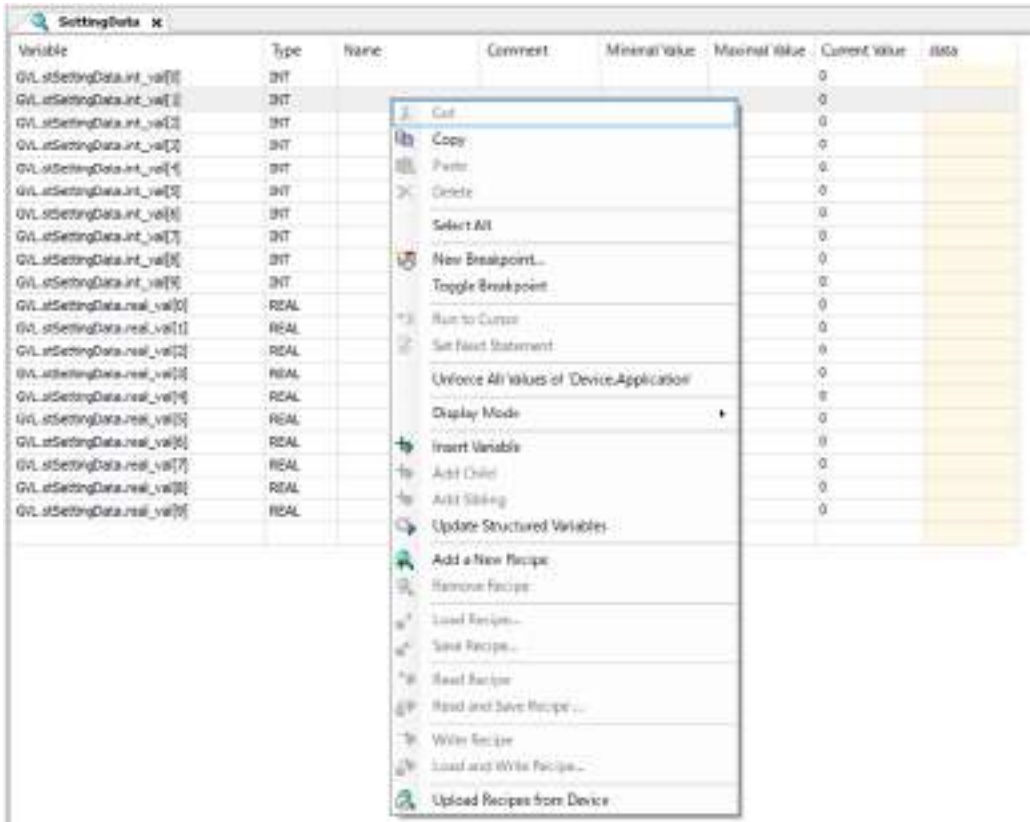 SettingData
Variable Type Name Comment Minimal Value Maximal Value Current Value data
GVL.stSettingData.int_val[0] INT 0
GVL.stSettingData.int_val[1] INT 0
GVL.stSettingData.int_val[2] INT 0
GVL.stSettingData.int_val[3] INT 0
GVL.stSettingData.int_val[4] INT 0
GVL.stSettingData.int_val[5] INT 0
GVL.stSettingData.int_val[6] INT 0
GVL.stSettingData.int_val[7] INT 0
GVL.stSettingData.int_val[8] INT 0
GVL.stSettingData.int_val[9] INT 0
GVL.stSettingData.real_val[0] REAL 0
GVL.stSettingData.real_val[1] REAL 0
GVL.stSettingData.real_val[2] REAL 0
GVL.stSettingData.real_val[3] REAL 0
GVL.stSettingData.real_val[4] REAL 0
GVL.stSettingData.real_val[5] REAL 0
GVL.stSettingData.real_val[6] REAL 0
GVL.stSettingData.real_val[7] REAL 0
GVL.stSettingData.real_val[8] REAL 0
GVL.stSettingData.real_val[9] REAL 0
Cut
Copy
Paste
Delete
Select All
New Breakpoint...
Toggle Breakpoint
Run to Cursor
Set Next Statement
Unforce All Values of 'Device.Application'
Display Mode
Insert Variable
Add Child
Add Sibling
Update Structured Variables
Add a New Recipe
Remove Recipe
Load Recipe...
Save Recipe...
Read Recipe
Read and Save Recipe ...
Write Recipe
Load and Write Recipe...
Upload Recipes from Device